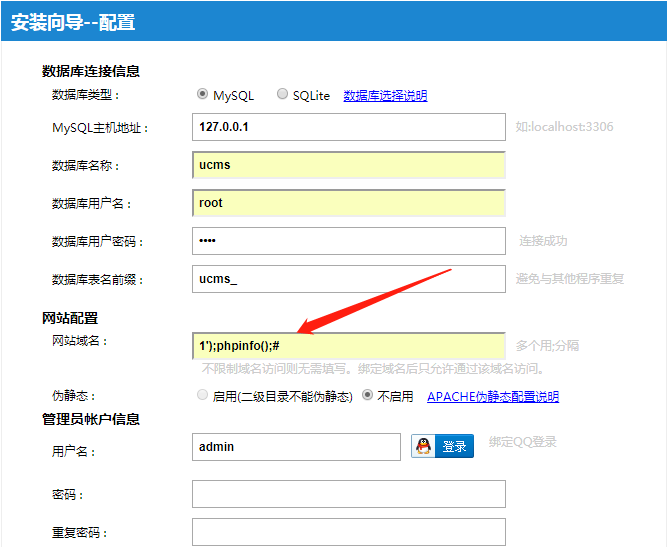 安装向导--配置
数据库连接信息
数据库类型： MySQL SQLite 数据库选择说明
MySQL主机地址： 127.0.0.1 如:localhost:3306
数据库名称： ucms
数据库用户名： root
数据库用户密码： •••• 连接成功
数据库表名前缀： ucms_ 避免与其他程序重复
网站配置
网站域名： 1');phpinfo();# 多个用;分隔
不限制域名访问则无需填写。绑定域名后只允许通过该域名访问。
伪静态： 启用(二级目录不能伪静态) 不启用 APACHE伪静态配置说明
管理员帐户信息
用户名： admin 登录 绑定QQ登录
密码：
重复密码：